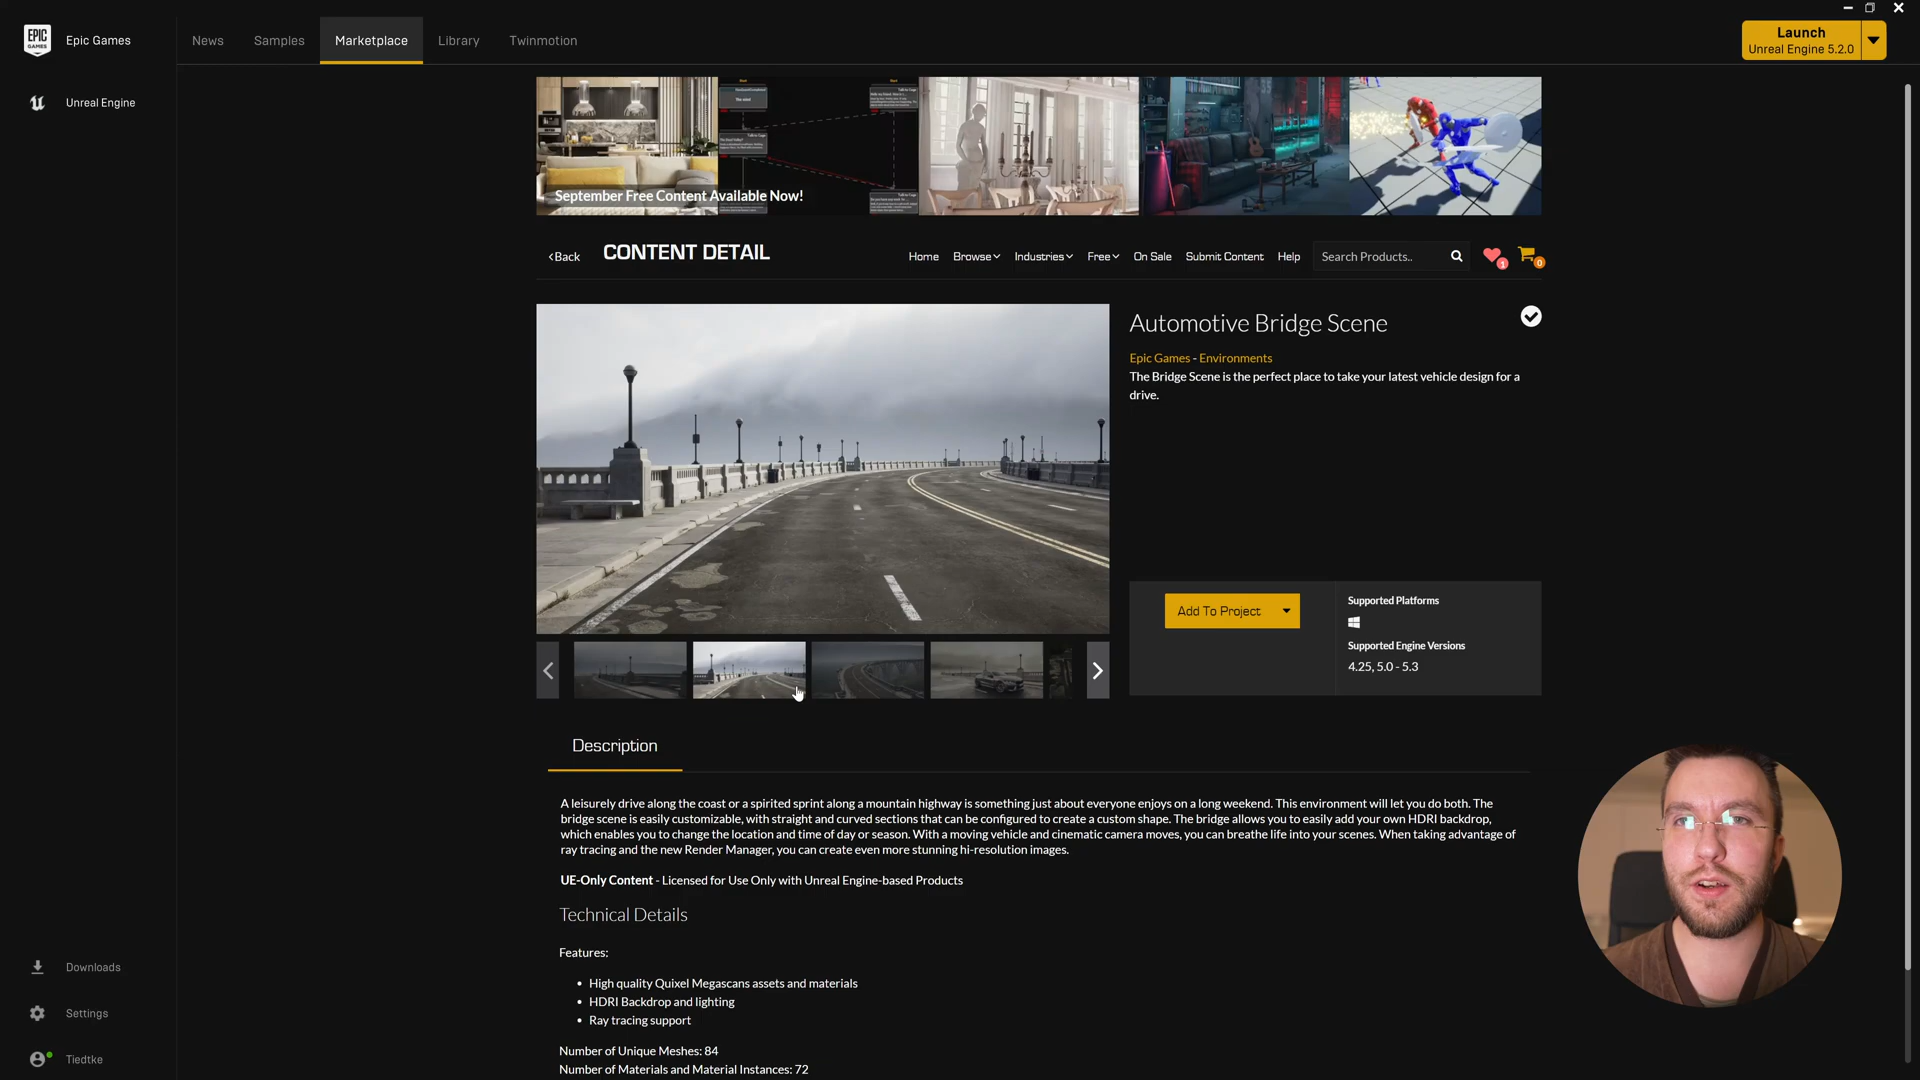 EPIC GAMES
Epic Games
News
Samples
Marketplace
Library
Twinmotion
Launch
Unreal Engine 5.2.0
Unreal Engine
September Free Content Available Now!
Back
CONTENT DETAIL
Home
Browse
Industries
Free
On Sale
Submit Content
Help
Search Products..
1
0
Automotive Bridge Scene
Epic Games - Environments
The Bridge Scene is the perfect place to take your latest vehicle design for a
drive.
Add To Project
Supported Platforms
Supported Engine Versions
4.25, 5.0 - 5.3
Description
A leisurely drive along the coast or a spirited sprint along a mountain highway is something just about everyone enjoys on a long weekend. This environment will let you do both. The
bridge scene is easily customizable, with straight and curved sections that can be configured to create a custom shape. The bridge allows you to easily add your own HDRI backdrop,
which enables you to change the location and time of day or season. With a moving vehicle and cinematic camera moves, you can breathe life into your scenes. When taking advantage of
ray tracing and the new Render Manager, you can create even more stunning hi-resolution images.
UE-Only Content - Licensed for Use Only with Unreal Engine-based Products
Technical Details
Features:
• High quality Quixel Megascans assets and materials
• HDRI Backdrop and lighting
• Ray tracing support
Number of Unique Meshes: 84
Number of Materials and Material Instances: 72
Downloads
Settings
Tiedtke